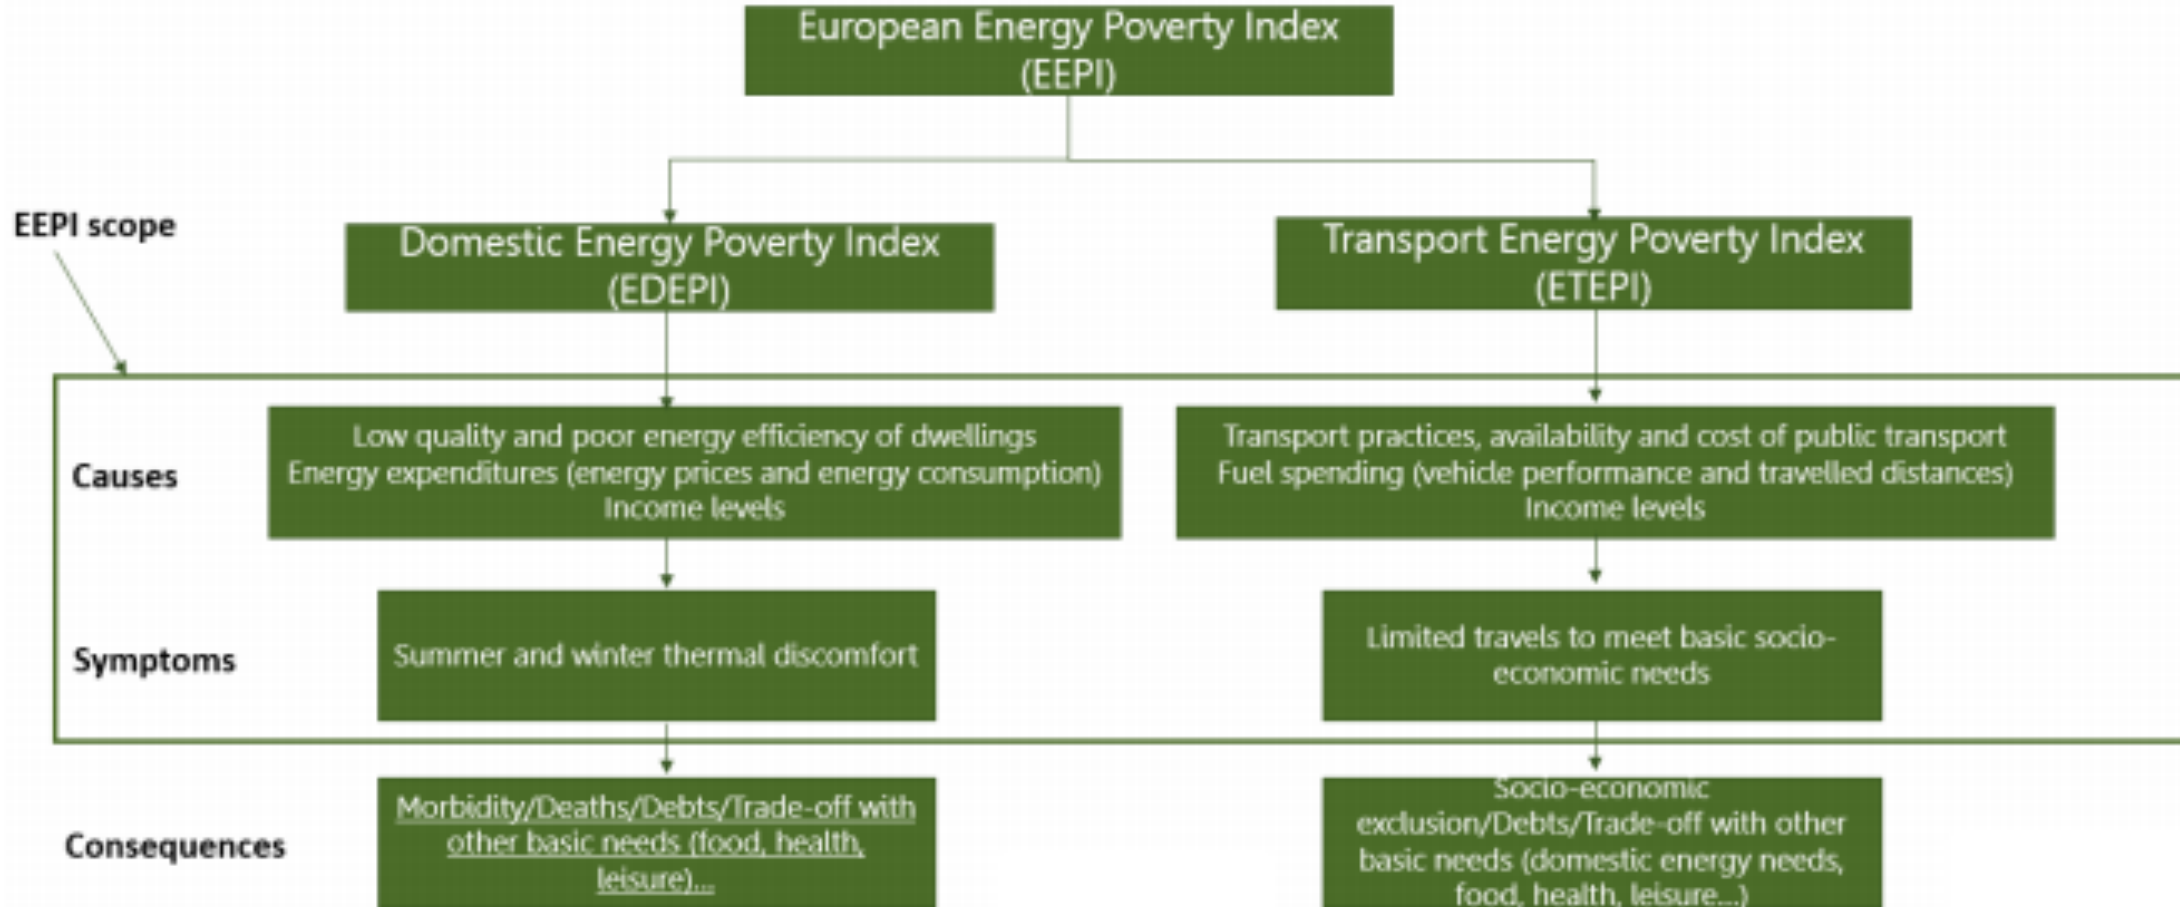 European Energy Poverty Index
(EEPI)
EEPI scope
Domestic Energy Poverty Index
(EDEPI)
Transport Energy Poverty Index
(ETEPI)
Causes
Low quality and poor energy efficiency of dwellings
Energy expenditures (energy prices and energy consumption)
Income levels
Transport practices, availability and cost of public transport
Fuel spending (vehicle performance and travelled distances)
Income levels
Symptoms
Summer and winter thermal discomfort
Limited travels to meet basic socio-
economic needs
Consequences
Morbidity/Deaths/Debts/Trade-off with
other basic needs (food, health,
leisure)...
Socio-economic
exclusion/Debts/Trade-off with other
basic needs (domestic energy needs,
food, health, leisure...)